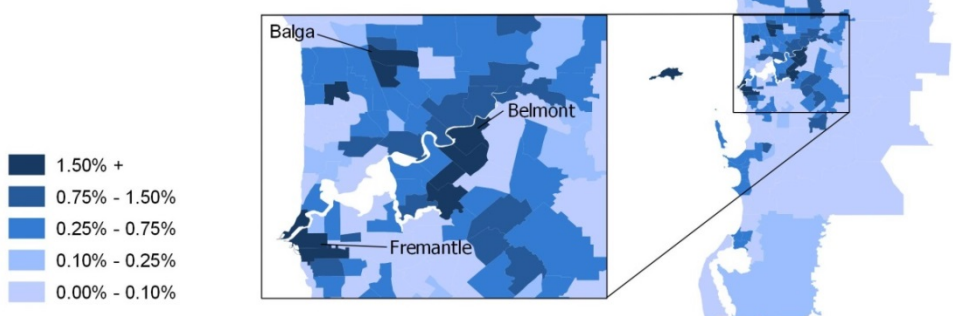 Balga
Belmont
Fremantle
1.50% +
0.75% - 1.50%
0.25% - 0.75%
0.10% - 0.25%
0.00% - 0.10%